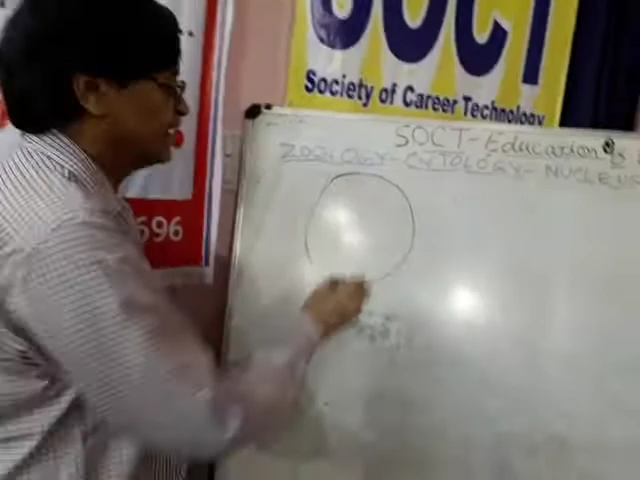 SOCT
Society of Career Technology
SOCT-Education
ZOOLOGY-CYTOLOGY-NUCLEUS
696